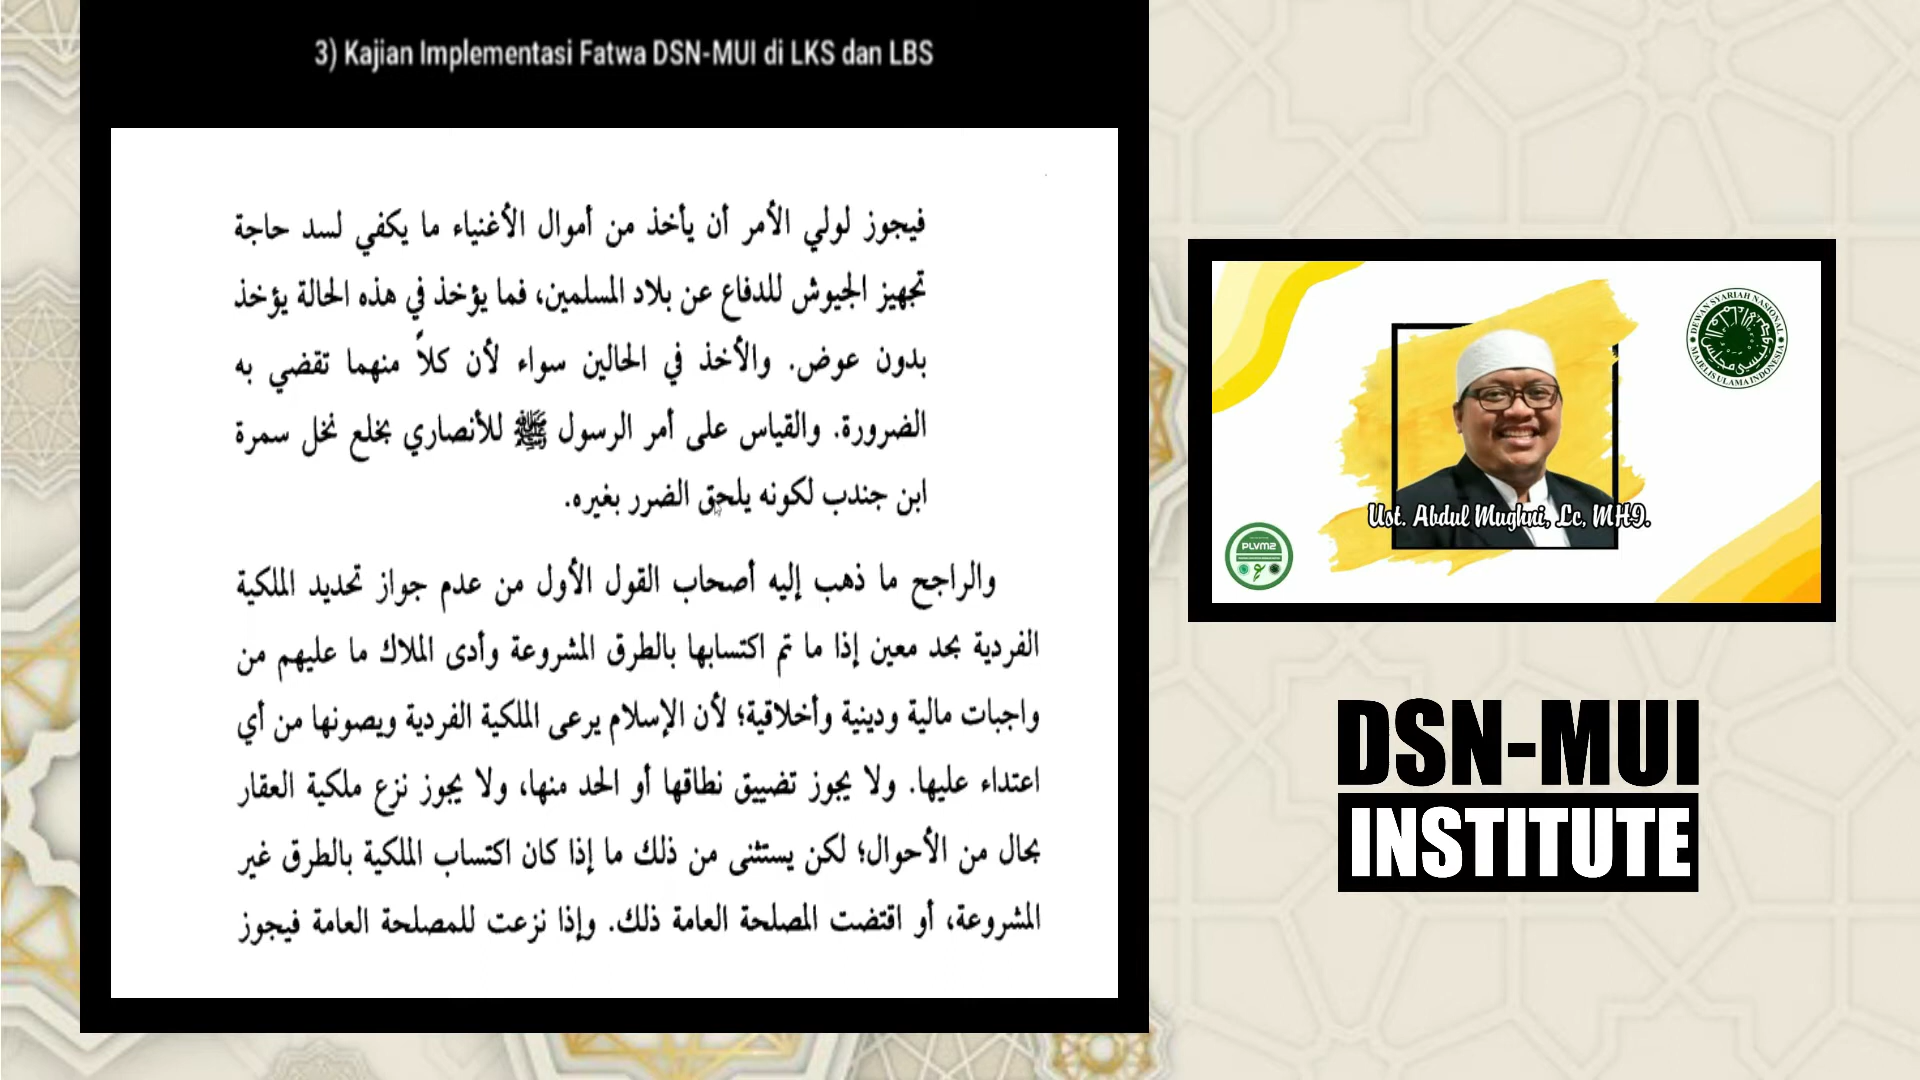 3) Kajian Implementasi Fatwa DSN-MUI di LKS dan LBS
فيجوز لولي الأمر أن يأخذ من أموال الأغنياء ما يكفي لسد حاجة
تجهيز الجيوش للدفاع عن بلاد المسلمين، فما يؤخذ في هذه الحالة يؤخذ
بدون عوض. والأخذ في الحالين سواء لأن كلاً منهما تقضي به
الضرورة. والقياس على أمر الرسول ﷺ للأنصاري بخلع نخل سمرة
ابن جندب لكونه يلحق الضرر بغيره.
والراجح ما ذهب إليه أصحاب القول الأول من عدم جواز تحديد الملكية
الفردية بحد معين إذا ما تم اكتسابها بالطرق المشروعة وأدى الملاك ما عليهم من
واجبات مالية ودينية وأخلاقية؛ لأن الإسلام يرعى الملكية الفردية ويصونها من أي
اعتداء عليها. ولا يجوز تضييق نطاقها أو الحد منها، ولا يجوز نزع ملكية العقار
بحال من الأحوال؛ لكن يستثنى من ذلك ما إذا كان اكتساب الملكية بالطرق غير
المشروعة، أو اقتضت المصلحة العامة ذلك. وإذا نزعت للمصلحة العامة فيجوز
DEWAN SYARIAH NASIONAL
MAJELIS ULAMA INDONESIA
Ust. Abdul Mughni, Lc, MHI.
PLVM2
DSN-MUI
INSTITUTE